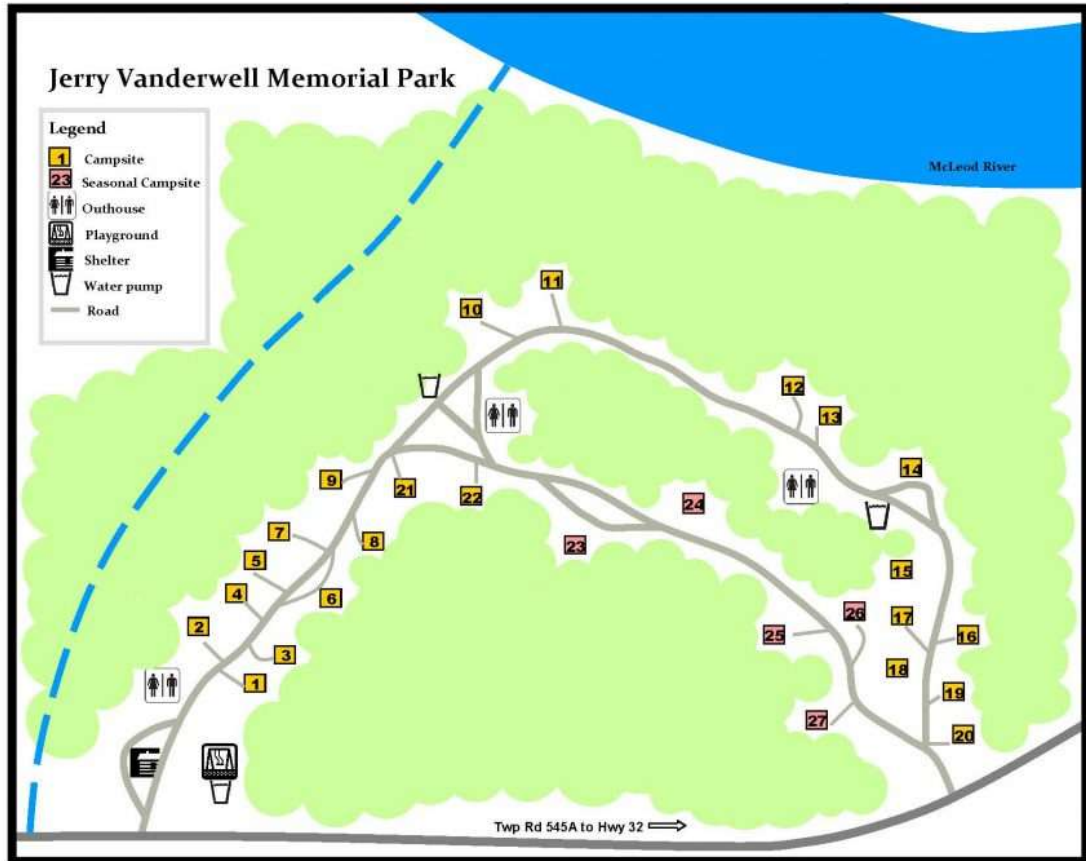 Jerry Vanderwell Memorial Park
Legend
1 Campsite
23 Seasonal Campsite
Outhouse
Playground
Shelter
Water pump
Road
McLeod River
11
10
12
13
14
9
21
22
24
7
8
23
5
15
4
6
26
17
2
25
16
3
18
1
19
27
20
Twp Rd 545A to Hwy 32